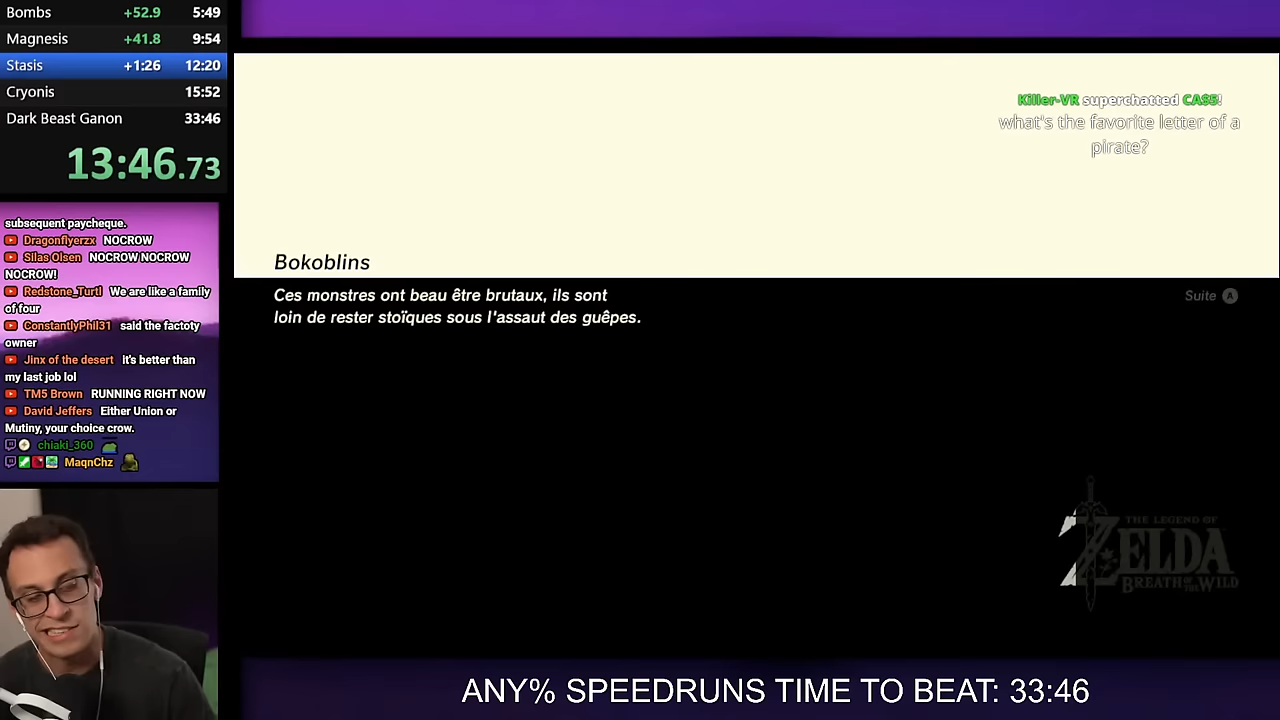 Bombs +52.9 5:49
Magnesis +41.8 9:54
Stasis +1:26 12:20
Cryonis 15:52
Dark Beast Ganon 33:46
13:46.73
subsequent paycheque.
Dragonflyerzx NOCROW
Silas Olsen NOCROW NOCROW
NOCROW!
Redstone_Turtl We are like a family
of four
ConstantlyPhil31 said the factoty
owner
Jinx of the desert it's better than
my last job lol
TM5 Brown RUNNING RIGHT NOW
David Jeffers Either Union or
Mutiny, your choice crow.
chiaki_360
MaqnChz
Killer-VR superchatted CA$5!
what's the favorite letter of a
pirate?
Bokoblins
Ces monstres ont beau être brutaux, ils sont
loin de rester stoïques sous l'assaut des guêpes.
Suite A
THE LEGEND OF
ZELDA
BREATH OF THE WILD
ANY% SPEEDRUNS TIME TO BEAT: 33:46